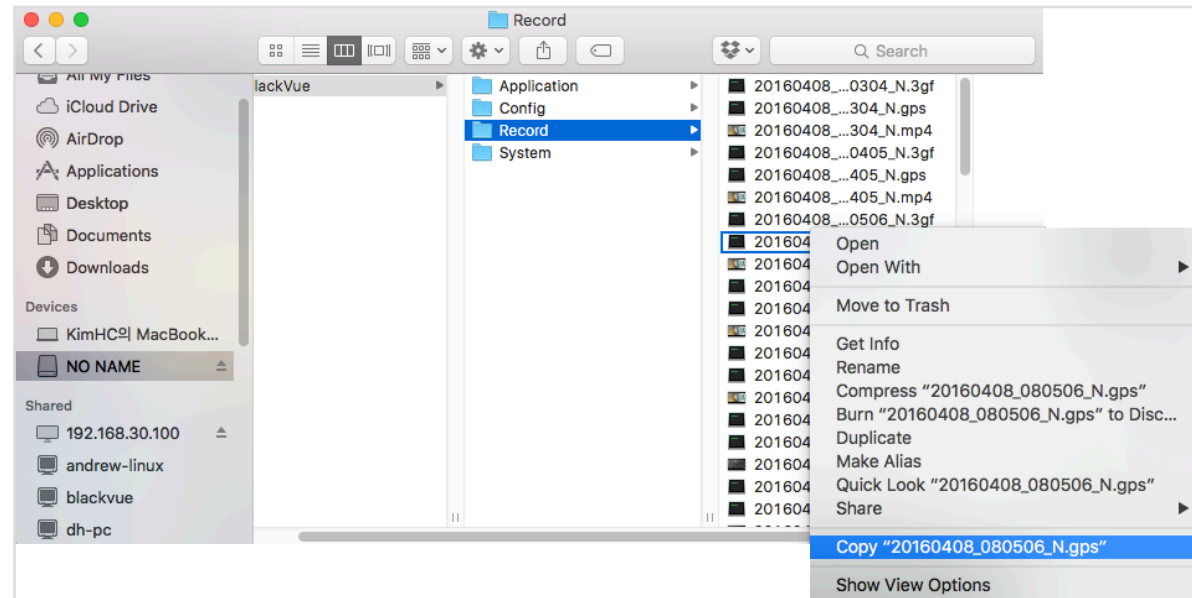 Record
Search
All My Files
iCloud Drive
AirDrop
Applications
Desktop
Documents
Downloads
Devices
KimHC의 MacBook...
NO NAME
Shared
192.168.30.100
andrew-linux
blackvue
dh-pc
lackVue
Application
Config
Record
System
20160408_...0304_N.3gf
20160408_...304_N.gps
20160408_...304_N.mp4
20160408_...0405_N.3gf
20160408_...405_N.gps
20160408_...405_N.mp4
20160408_...0506_N.3gf
201604
201604
201604
201604
201604
201604
201604
201604
201604
201604
201604
201604
201604
Open
Open With
Move to Trash
Get Info
Rename
Compress “20160408_080506_N.gps”
Burn “20160408_080506_N.gps” to Disc...
Duplicate
Make Alias
Quick Look “20160408_080506_N.gps”
Share
Copy “20160408_080506_N.gps”
Show View Options